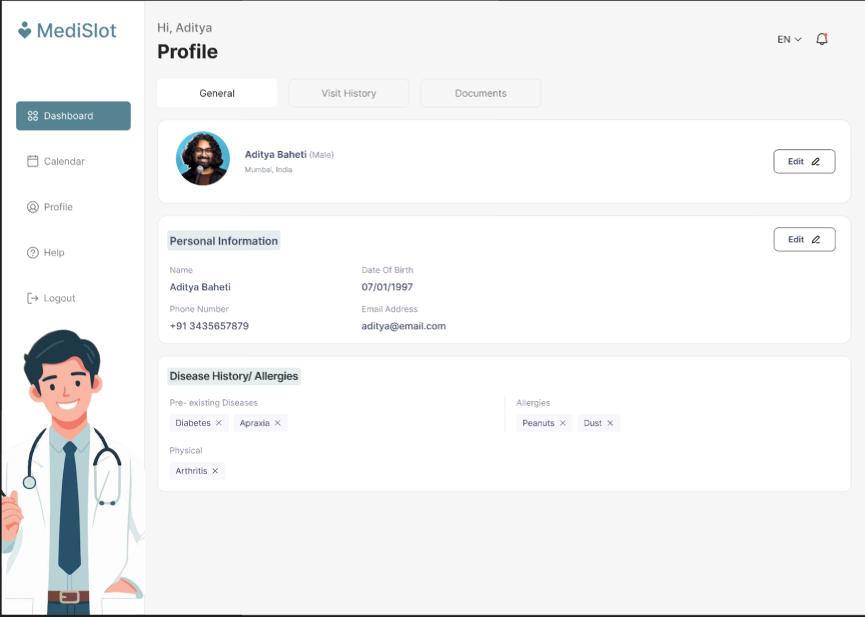 MediSlot
Hi, Aditya
Profile
EN
Dashboard
Calendar
Profile
Help
Logout
General
Visit History
Documents
Aditya Baheti (Male)
Mumbai, India
Edit
Personal Information
Edit
Name
Date Of Birth
Aditya Baheti
07/01/1997
Phone Number
Email Address
+91 3435657879
aditya@email.com
Disease History/ Allergies
Pre- existing Diseases
Allergies
Diabetes
Apraxia
Peanuts
Dust
Physical
Arthritis